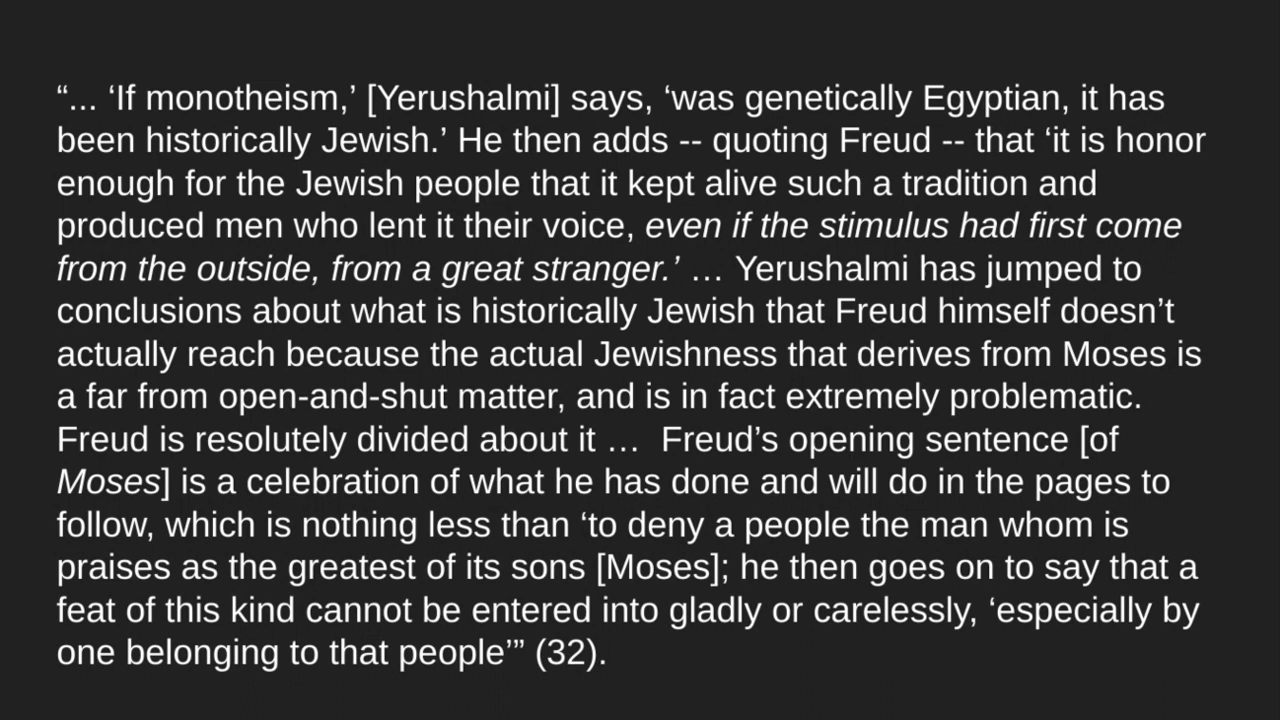 “... ‘If monotheism,’ [Yerushalmi] says, ‘was genetically Egyptian, it has
been historically Jewish.’ He then adds -- quoting Freud -- that ‘it is honor
enough for the Jewish people that it kept alive such a tradition and
produced men who lent it their voice, even if the stimulus had first come
from the outside, from a great stranger.’ … Yerushalmi has jumped to
conclusions about what is historically Jewish that Freud himself doesn’t
actually reach because the actual Jewishness that derives from Moses is
a far from open-and-shut matter, and is in fact extremely problematic.
Freud is resolutely divided about it …  Freud’s opening sentence [of
Moses] is a celebration of what he has done and will do in the pages to
follow, which is nothing less than ‘to deny a people the man whom is
praises as the greatest of its sons [Moses]; he then goes on to say that a
feat of this kind cannot be entered into gladly or carelessly, ‘especially by
one belonging to that people’” (32).